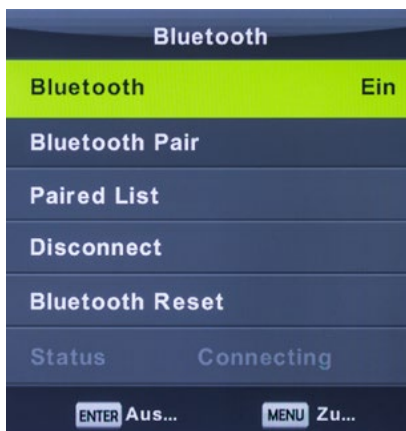 Bluetooth
Bluetooth Ein
Bluetooth Pair
Paired List
Disconnect
Bluetooth Reset
Status Connecting
ENTER Aus... MENU Zu...